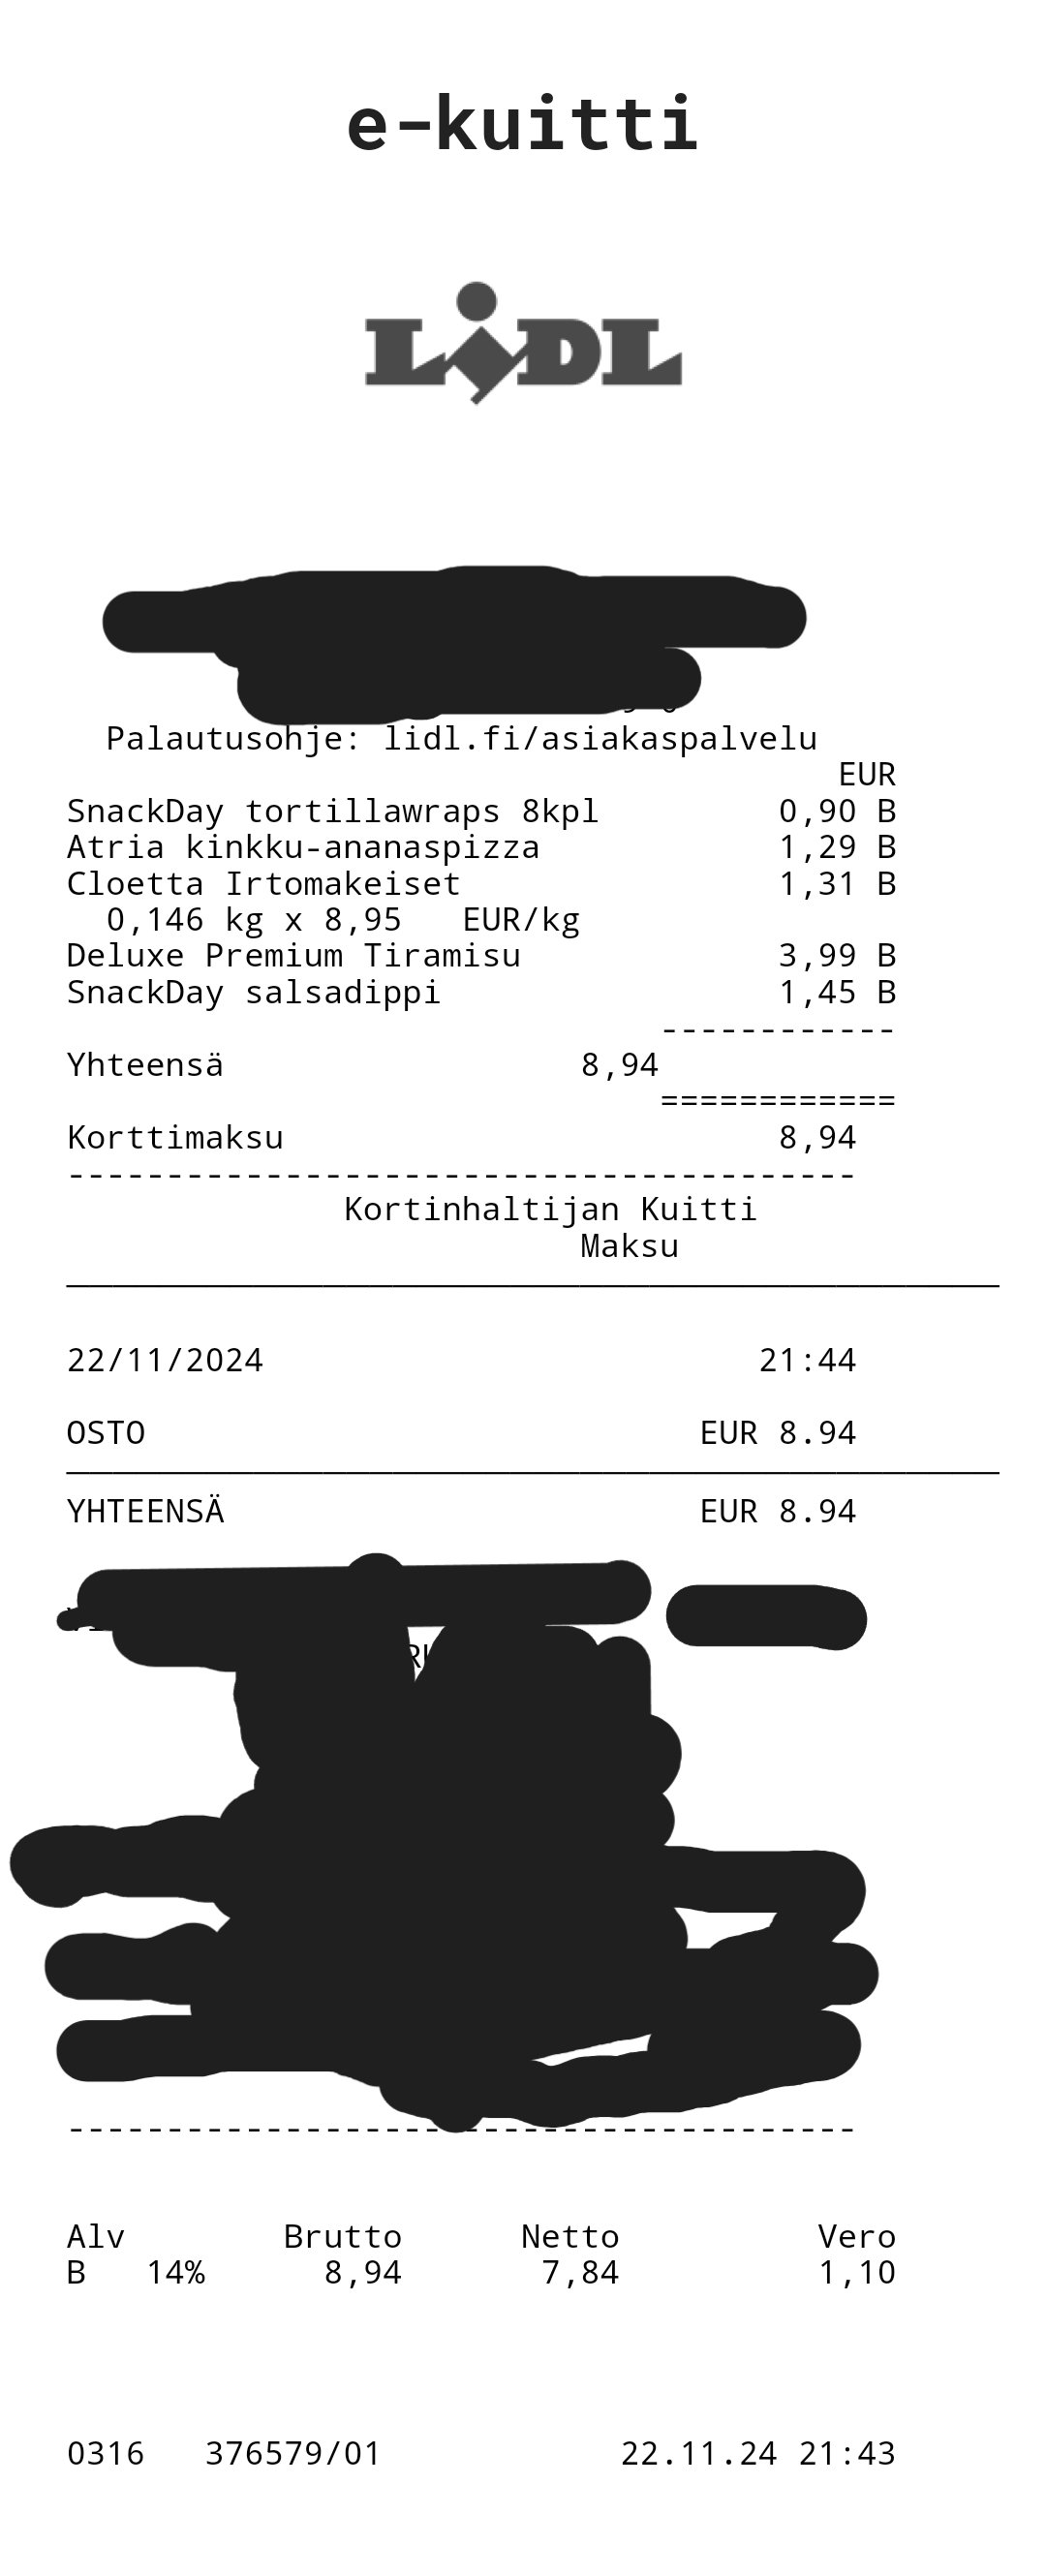 e-kuitti
LIDL
Palautusohje: lidl.fi/asiakaspalvelu
EUR
SnackDay tortillawraps 8kpl 0,90 B
Atria kinkku-ananaspizza 1,29 B
Cloetta Irtomakeiset 1,31 B
0,146 kg x 8,95 EUR/kg
Deluxe Premium Tiramisu 3,99 B
SnackDay salsadippi 1,45 B
------------
Yhteensä 8,94
============
Korttimaksu 8,94
----------------------------------------
Kortinhaltijan Kuitti
Maksu
22/11/2024 21:44
OSTO EUR 8.94
YHTEENSÄ EUR 8.94
----------------------------------------
Alv Brutto Netto Vero
B 14% 8,94 7,84 1,10
0316 376579/01 22.11.24 21:43